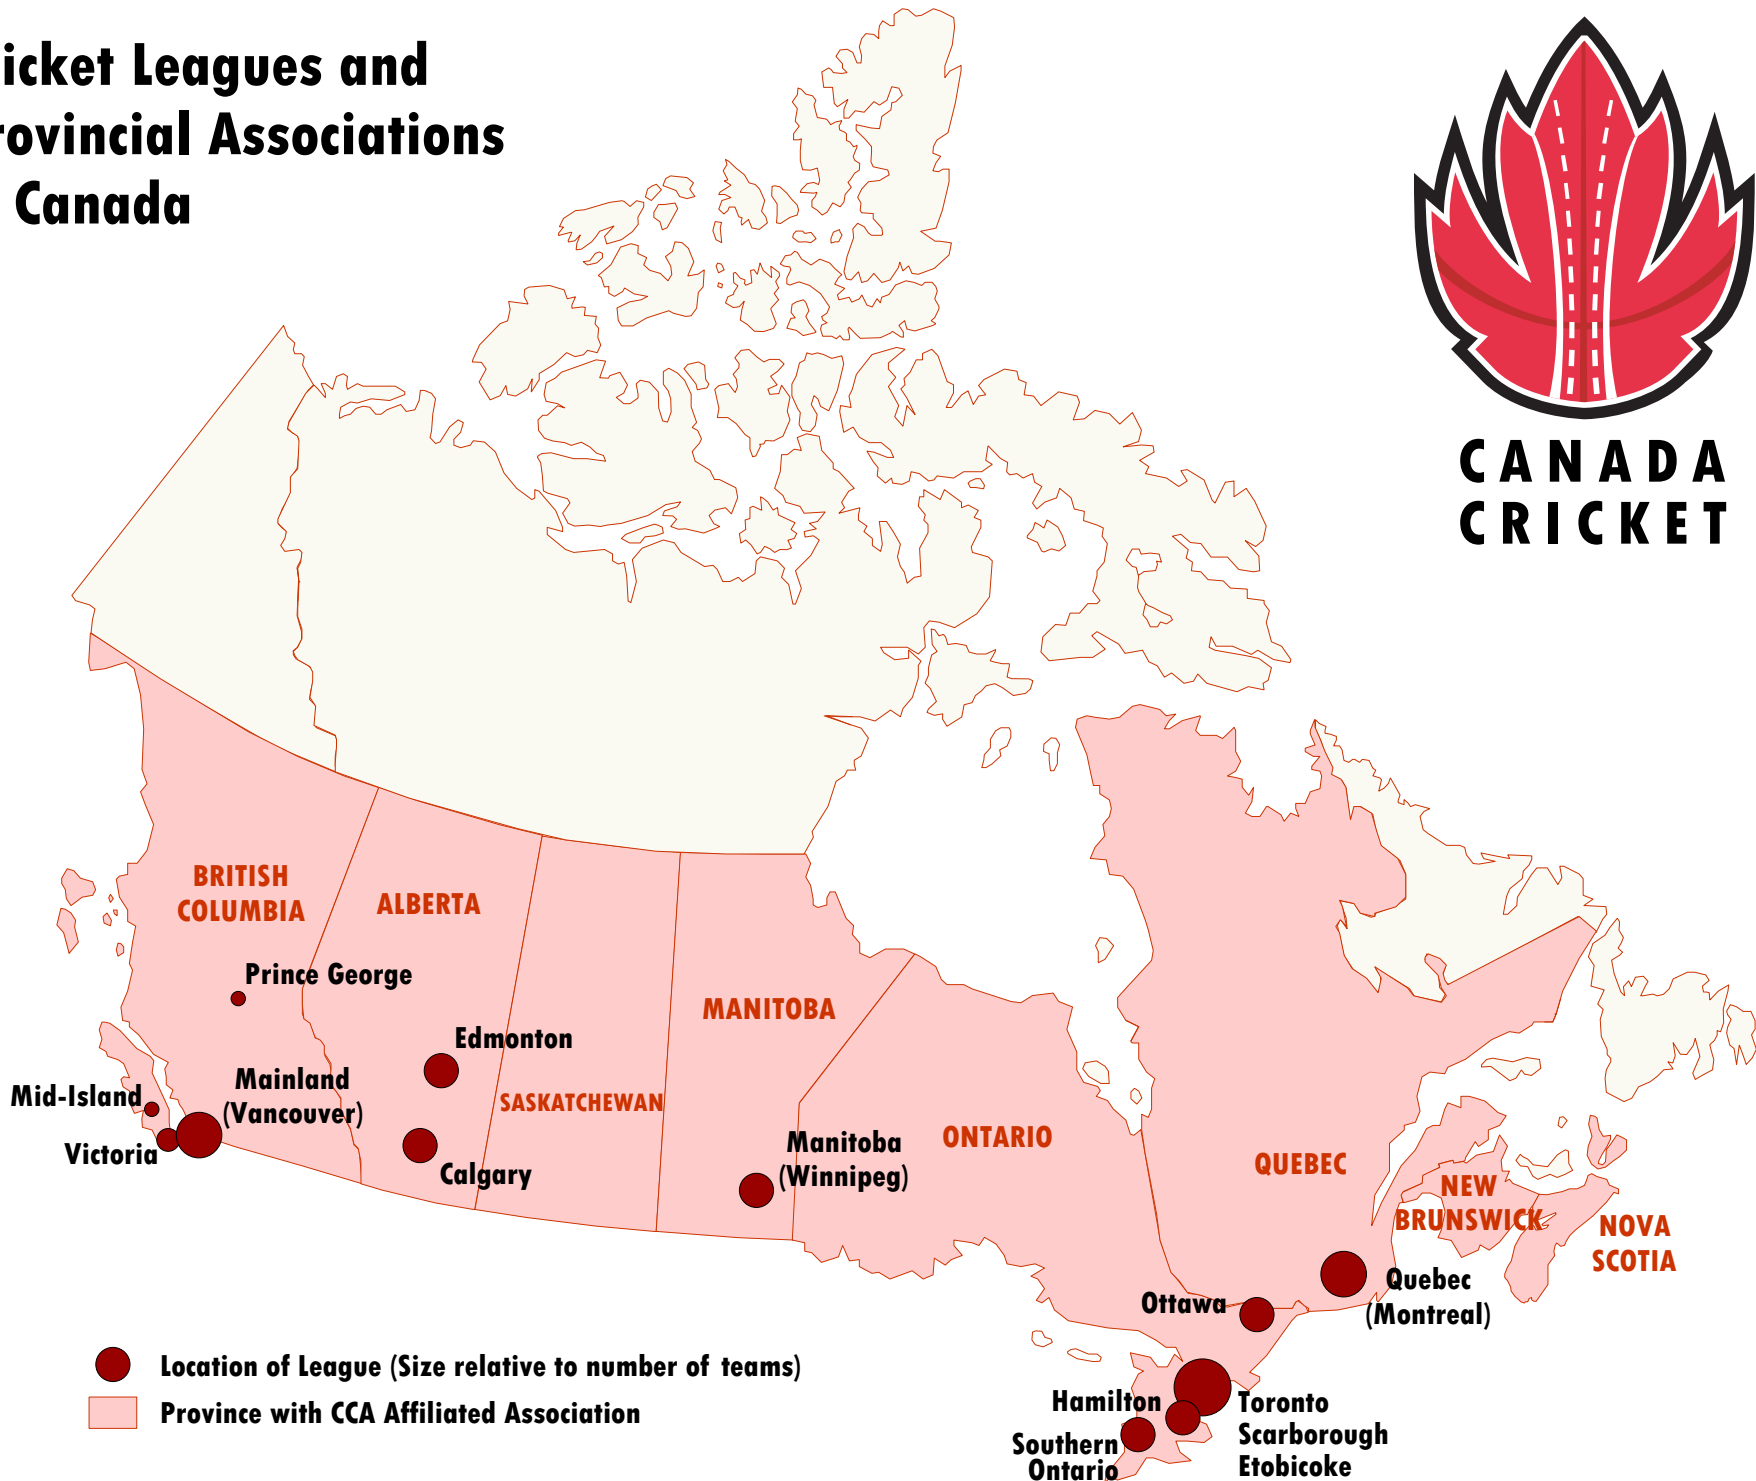 icket Leagues and
rovincial Associations
Canada
CANADA
CRICKET
BRITISH
COLUMBIA
ALBERTA
Prince George
MANITOBA
Edmonton
Mainland
(Vancouver)
Mid-Island
SASKATCHEWAN
Victoria
Calgary
Manitoba
(Winnipeg)
ONTARIO
QUEBEC
NEW
BRUNSWICK
NOVA
SCOTIA
Quebec
(Montreal)
Ottawa
Location of League (Size relative to number of teams)
Province with CCA Affiliated Association
Hamilton
Southern
Ontario
Toronto
Scarborough
Etobicoke